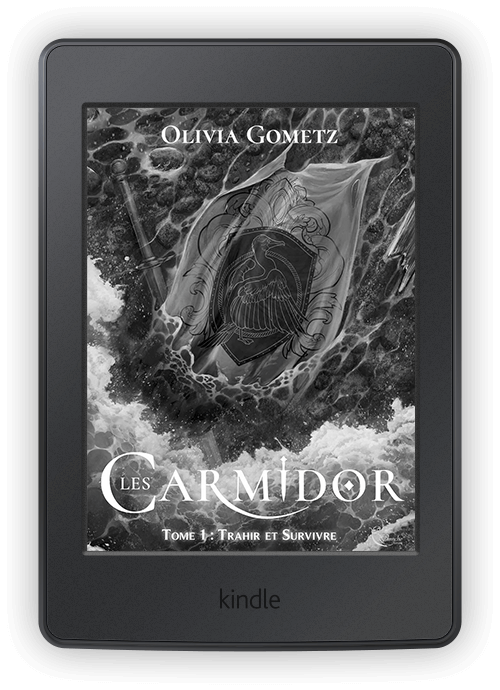 OLIVIA GOMETZ
LES CARMIDOR
TOME 1 : TRAHIR ET SURVIVRE
kindle